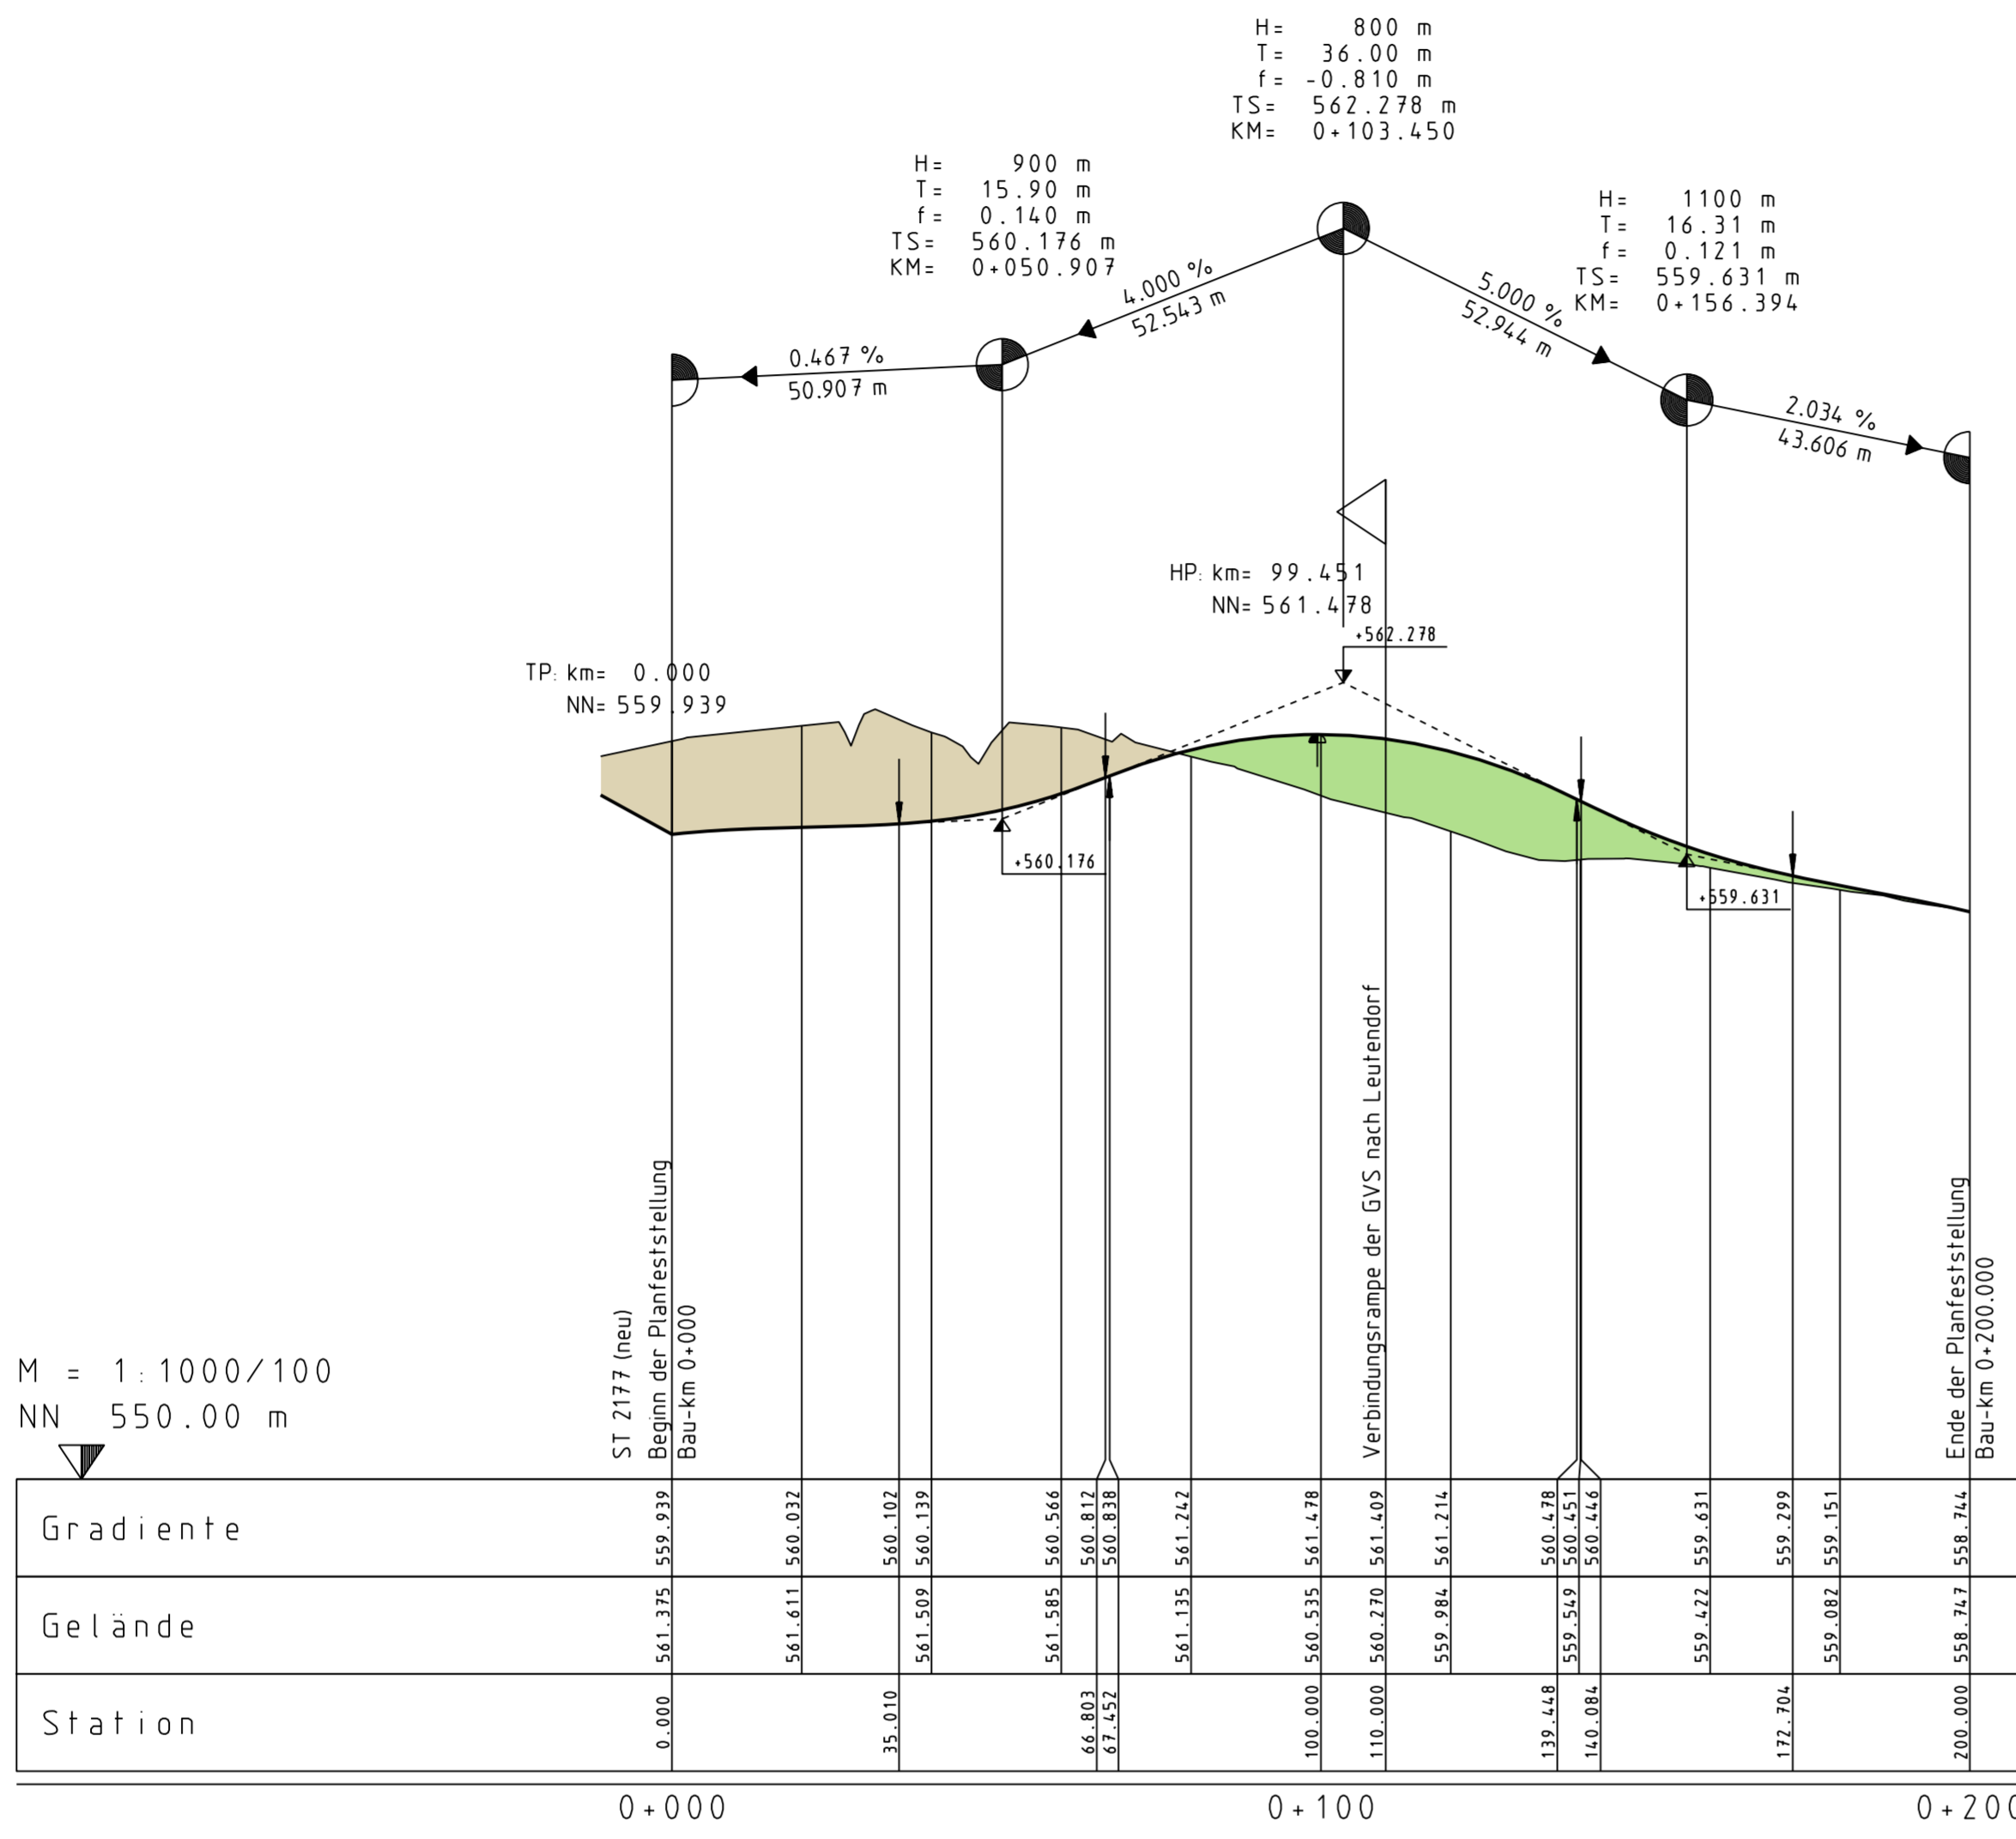 H= 800 m
T= 36.00 m
f= -0.810 m
TS= 562.278 m
KM= 0+103.450
H= 900 m
T= 15.90 m
f= 0.140 m
TS= 560.176 m
KM= 0+050.907
H= 1100 m
T= 16.31 m
f= 0.121 m
TS= 559.631 m
KM= 0+156.394
0.467 %
50.907 m
4.000 %
52.543 m
5.000 %
52.944 m
2.034 %
43.606 m
HP: km= 99.451
NN= 561.478
+562.278
TP: km= 0.000
NN= 559.939
+560.176
+559.631
ST 2177 (neu)
Beginn der Planfeststellung
Bau-km 0+000
Verbindungsrampe der GVS nach Leutendorf
Ende der Planfeststellung
Bau-km 0+200.000
M = 1:1000/100
NN 550.00 m
Gradiente 559.939 560.032 560.102 560.139 560.566 560.812 560.838 561.242 561.478 561.409 561.214 560.478 560.451 560.446 559.631 559.299 559.151 558.744
Gelände 561.375 561.611 561.509 561.585 561.135 560.535 560.270 559.984 559.549 559.422 559.082 558.747
Station 0.000 35.010 66.803 67.452 100.000 110.000 139.448 140.084 172.704 200.000
0+000 0+100 0+200